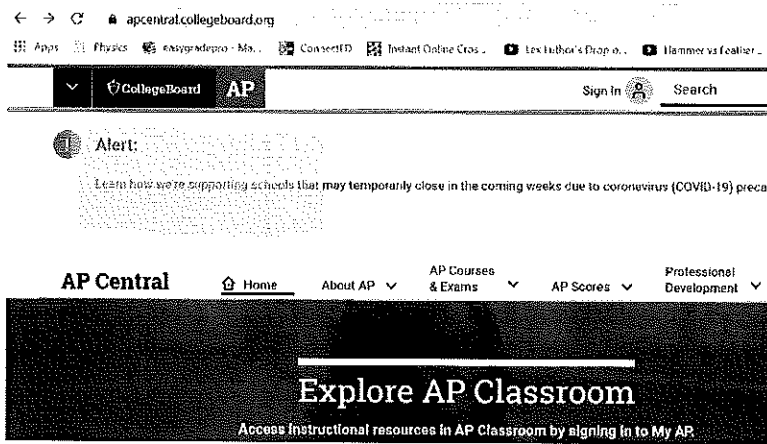 apcentral.collegeboard.org
Apps Physics easygradepro - Ma... ConnectED Instant Online Cros... Lex Luthor's Drop o... Hammer vs Feather -
CollegeBoard AP Sign In Search
Alert:
Learn how we're supporting schools that may temporarily close in the coming weeks due to coronavirus (COVID-19) preca
AP Central Home About AP AP Courses & Exams AP Scores Professional Development
Explore AP Classroom
Access instructional resources in AP Classroom by signing in to My AP.